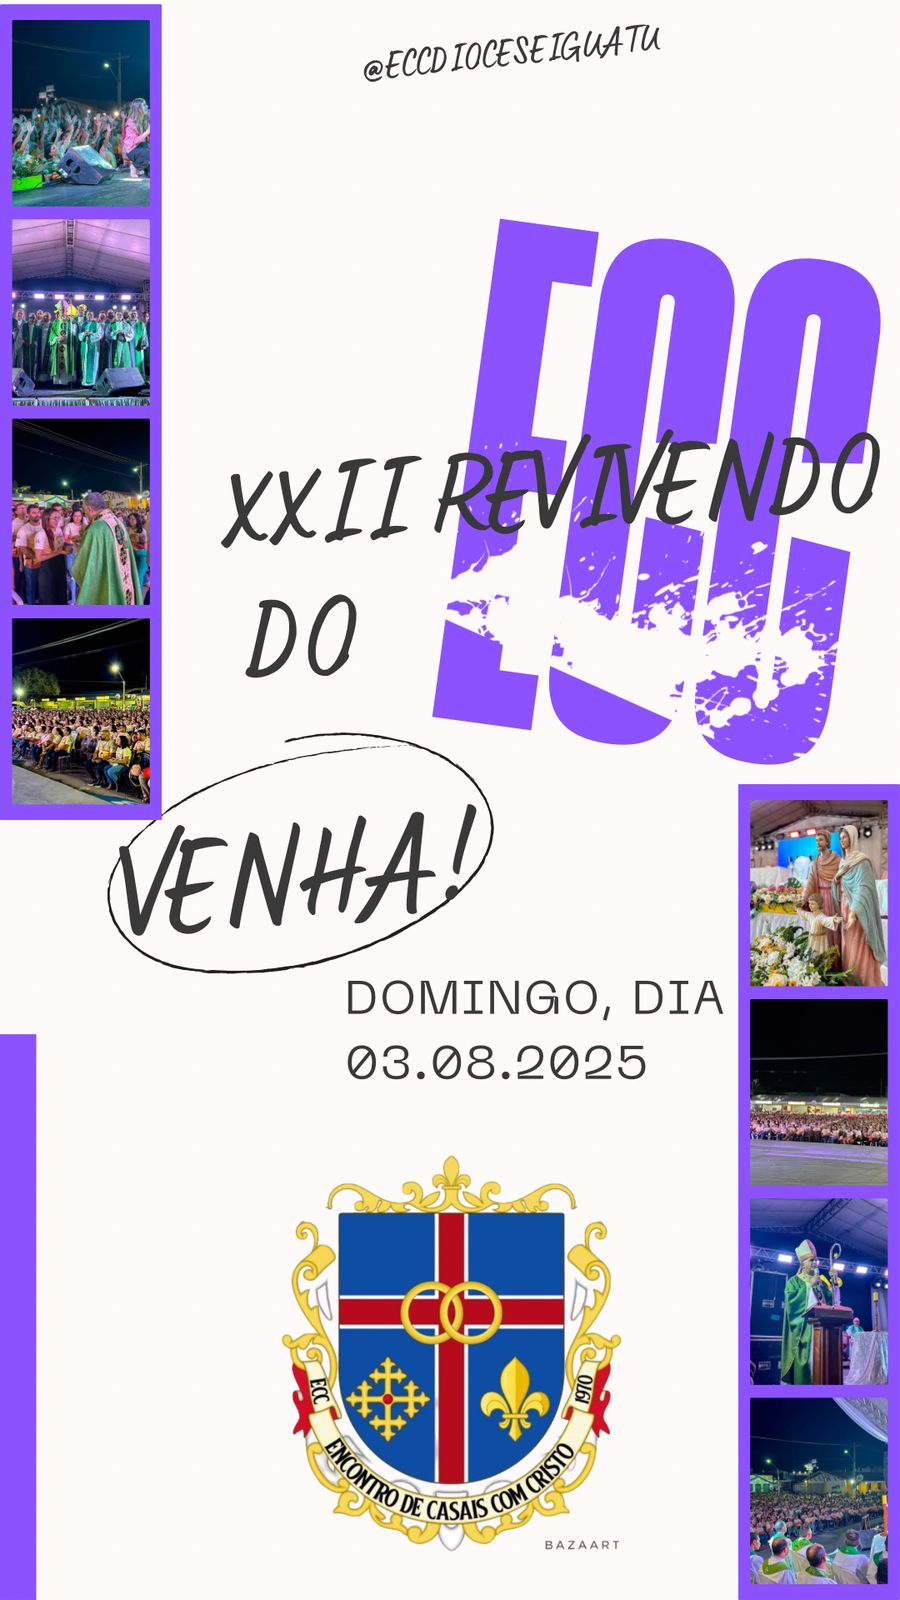 @ECCDIOCESEIGUATU
ECC
XXII REVIVENDO
DO
VENHA!
DOMINGO, DIA
03.08.2025
ECC
1970
ENCONTRO DE CASAIS COM CRISTO
BAZAART